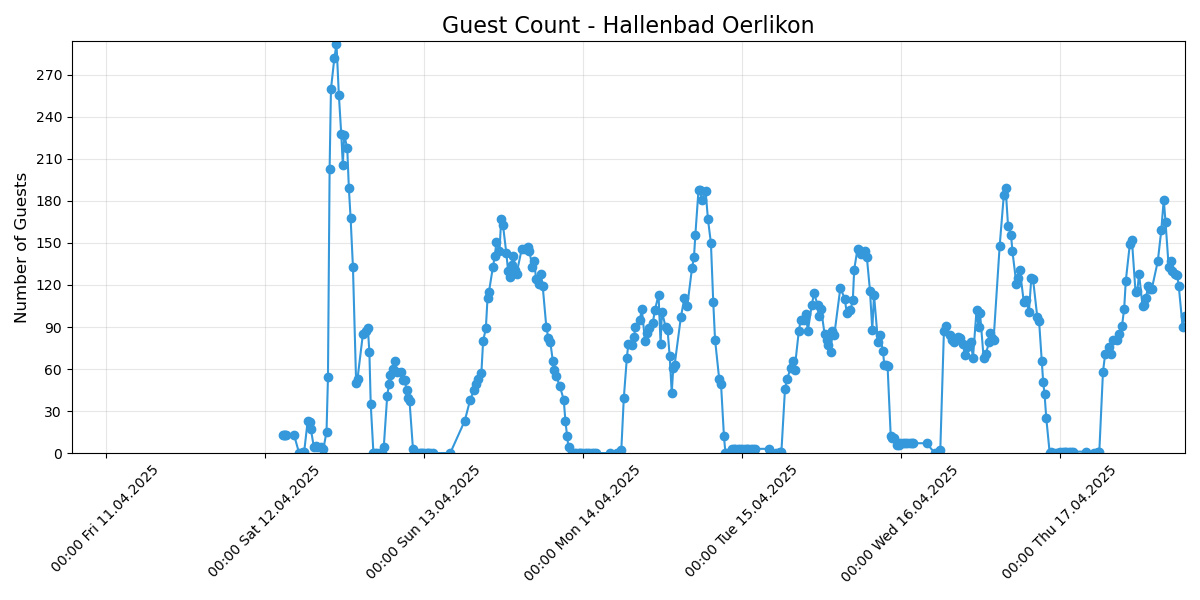 Guest Count - Hallenbad Oerlikon
Number of Guests
270
240
210
180
150
120
90
60
30
0
00:00 Fri 11.04.2025
00:00 Sat 12.04.2025
00:00 Sun 13.04.2025
00:00 Mon 14.04.2025
00:00 Tue 15.04.2025
00:00 Wed 16.04.2025
00:00 Thu 17.04.2025